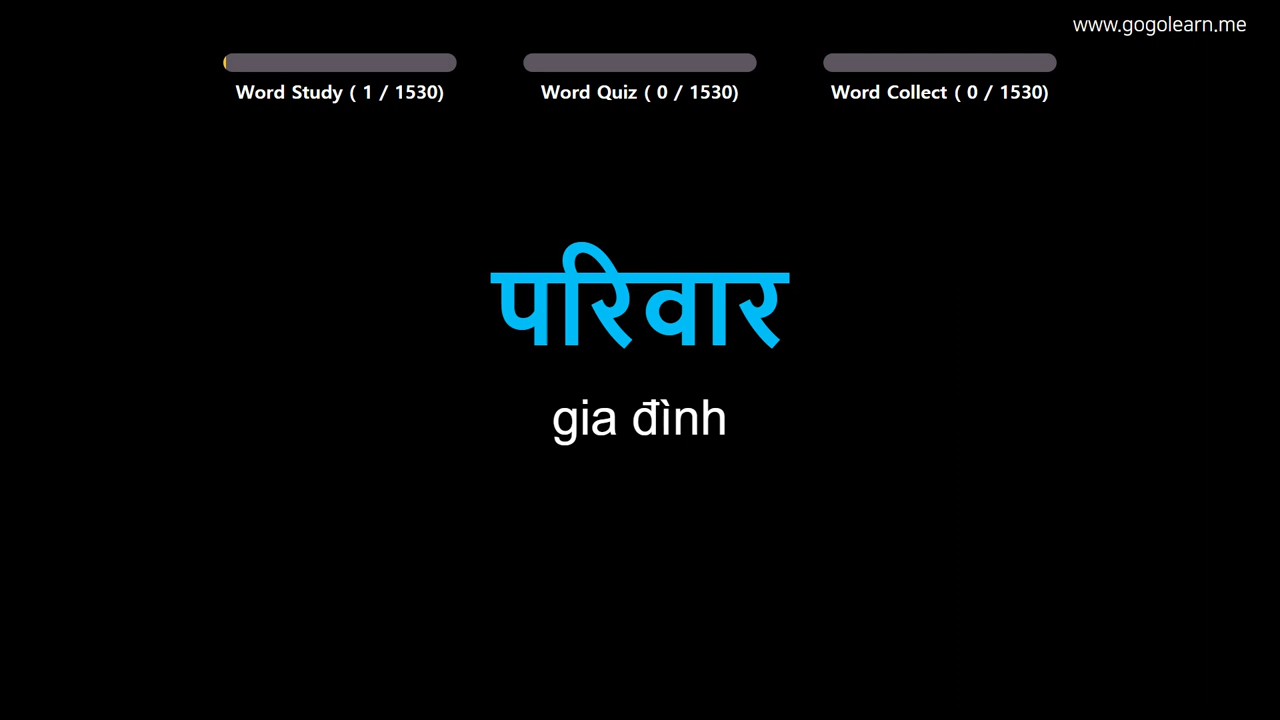 www.gogolearn.me
Word Study ( 1 / 1530)
Word Quiz ( 0 / 1530)
Word Collect ( 0 / 1530)
परिवार
gia đình